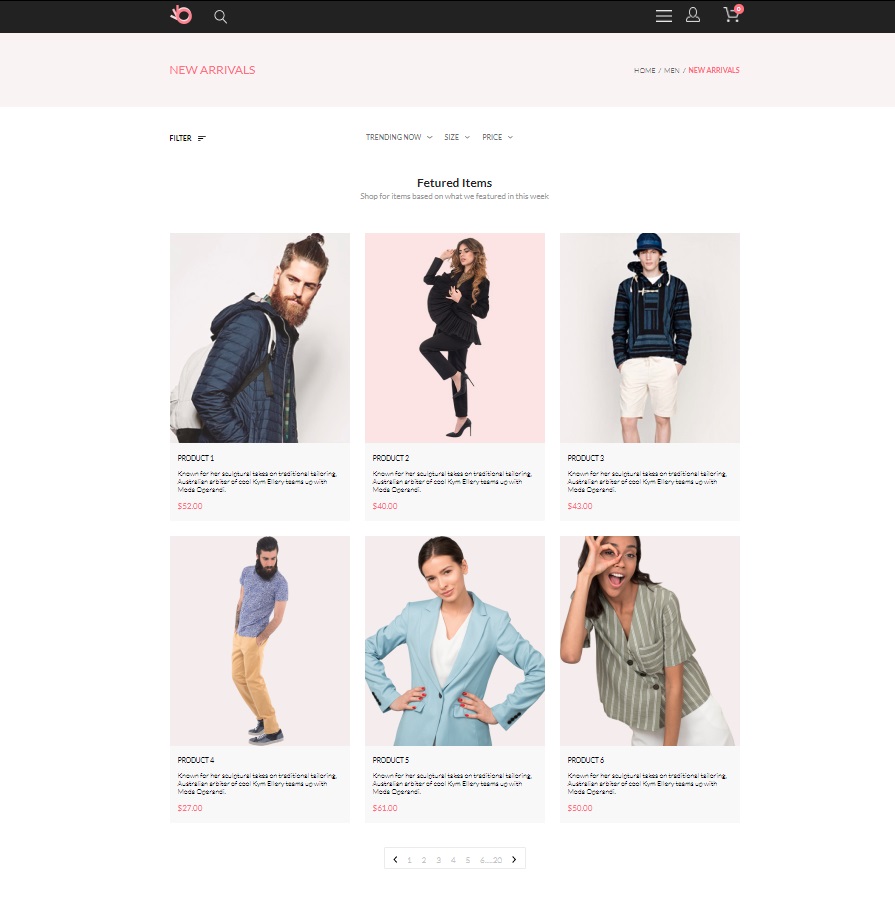 0
NEW ARRIVALS
HOME / MEN / NEW ARRIVALS
FILTER
TRENDING NOW SIZE PRICE
Fetured Items
Shop for items based on what we featured in this week
PRODUCT 1
Known for her sculptural takes on traditional tailoring,
Australian arbiter of cool Kym Ellery teams up with
Moda Operandi.
$52.00
PRODUCT 2
Known for her sculptural takes on traditional tailoring,
Australian arbiter of cool Kym Ellery teams up with
Moda Operandi.
$40.00
PRODUCT 3
Known for her sculptural takes on traditional tailoring,
Australian arbiter of cool Kym Ellery teams up with
Moda Operandi.
$43.00
PRODUCT 4
Known for her sculptural takes on traditional tailoring,
Australian arbiter of cool Kym Ellery teams up with
Moda Operandi.
$27.00
PRODUCT 5
Known for her sculptural takes on traditional tailoring,
Australian arbiter of cool Kym Ellery teams up with
Moda Operandi.
$61.00
PRODUCT 6
Known for her sculptural takes on traditional tailoring,
Australian arbiter of cool Kym Ellery teams up with
Moda Operandi.
$50.00
1 2 3 4 5 6.....20